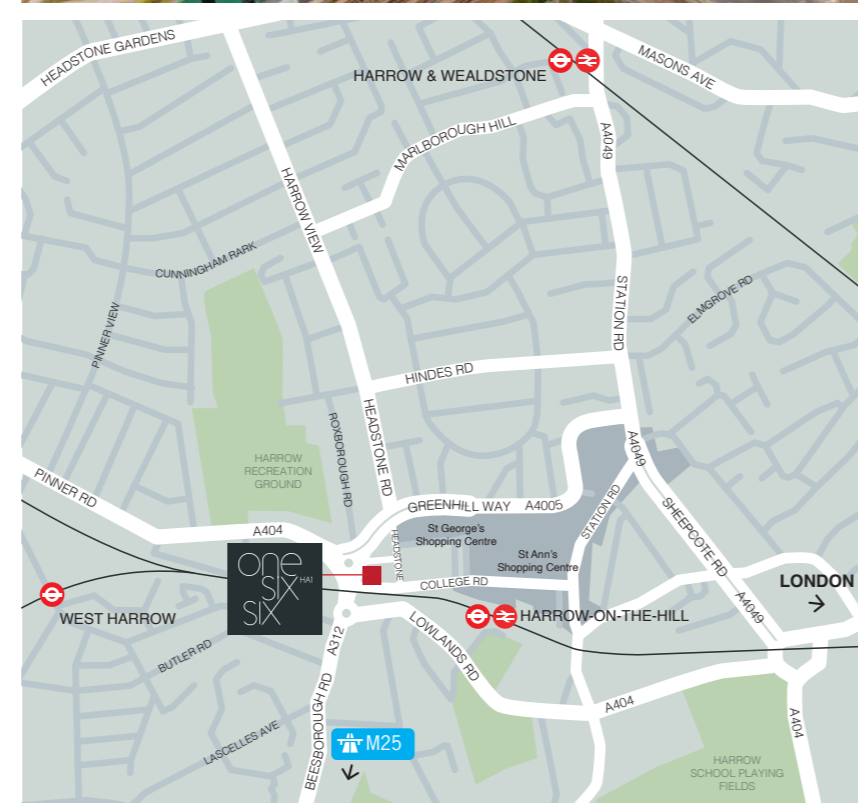 HEADSTONE GARDENS
HARROW & WEALDSTONE
MASONS AVE
MARLBOROUGH HILL
A4049
HARROW VIEW
CUNNINGHAM PARK
STATION RD
ELMGROVE RD
PINNER VIEW
HINDES RD
HEADSTONE RD
ROXBOROUGH RD
HARROW
RECREATION
GROUND
A4049
PINNER RD
GREENHILL WAY A4005
STATION RD
SHEEPCOTE RD
A404
HEADSTONE
St George's
Shopping Centre
St Ann's
Shopping Centre
one
SIX HA1
SIX
COLLEGE RD
LONDON
WEST HARROW
HARROW-ON-THE-HILL
A4049
A312
LOWLANDS RD
BUTLER RD
BEESBOROUGH RD
A404
A404
LASCELLES AVE
M25
HARROW
SCHOOL PLAYING
FIELDS